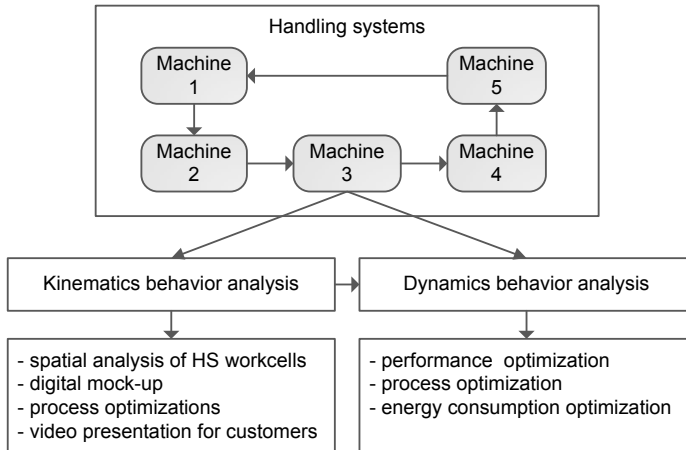 Handling systems
Machine
1
Machine
5
Machine
2
Machine
3
Machine
4
Kinematics behavior analysis
Dynamics behavior analysis
- spatial analysis of HS workcells
- digital mock-up
- process optimizations
- video presentation for customers
- performance optimization
- process optimization
- energy consumption optimization